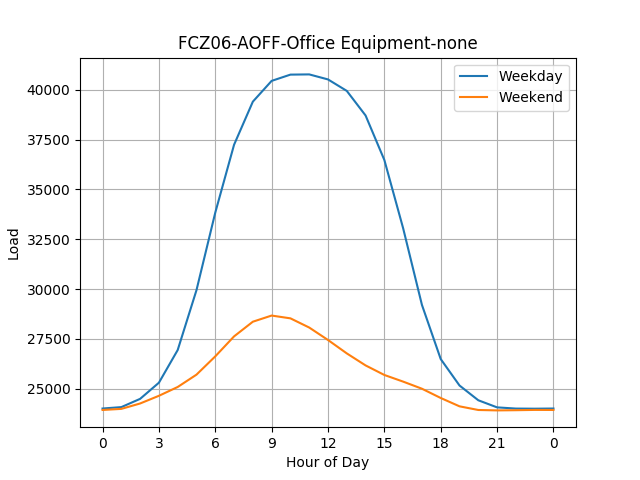 FCZ06-AOFF-Office Equipment-none
Weekday
Weekend
Load
40000
37500
35000
32500
30000
27500
25000
0 3 6 9 12 15 18 21 0
Hour of Day